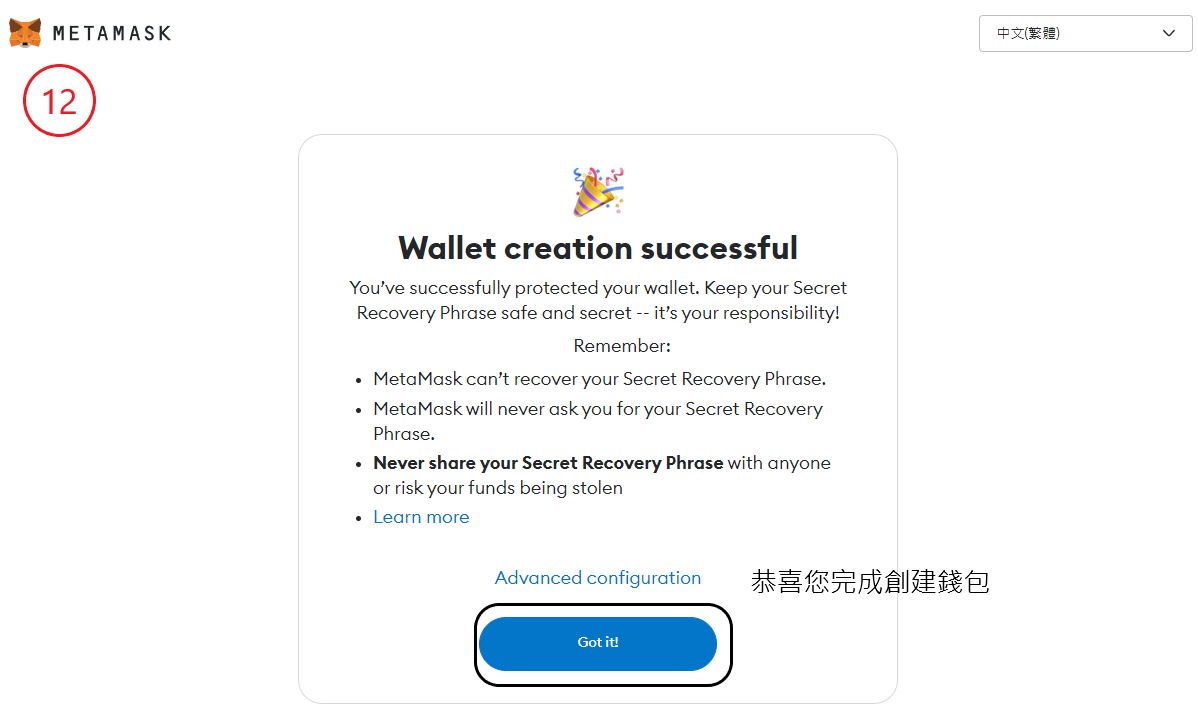 METAMASK
中文(繁體)
12
Wallet creation successful
You’ve successfully protected your wallet. Keep your Secret
Recovery Phrase safe and secret -- it’s your responsibility!
Remember:
• MetaMask can’t recover your Secret Recovery Phrase.
• MetaMask will never ask you for your Secret Recovery
Phrase.
• Never share your Secret Recovery Phrase with anyone
or risk your funds being stolen
• Learn more
Advanced configuration
恭喜您完成創建錢包
Got it!